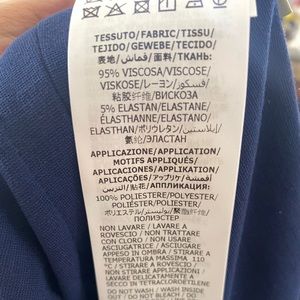 TESSUTO/FABRIC/TISSU/
TEJIDO/GEWEBE/TECIDO/
表地/قماش/面料/ТКАНЬ:
95% VISCOSA/VISCOSE/
VISKOSE/レーヨン/فسكوز/
粘胶纤维/ВИСКОЗА
5% ELASTAN/ELASTANE/
ELASTHANNE/ELASTANO/
ELASTHAN/ポリウレタン/إيلاستين/
氨纶/ЭЛАСТАН
APPLICAZIONE/APPLICATION/
MOTIFS APPLIQUÉS/
APLICACIONES/APPLIKATION/
APLICAÇÕES/アップリケ/
التزيين/贴花/АППЛИКАЦИЯ:
100% POLIESTERE/POLYESTER/
POLYESTER/POLIÉSTER/
ポリエステル/بوليستر/聚酯纤维/
ПОЛИЭСТЕР
NON LAVARE / LAVARE A
ROVESCIO / NON TRATTARE
CON CLORO / NON USARE
ASCIUGATRICE / ASCIUGARE
APPESO IN OMBRA / STIRARE A
TEMPERATURA MASSIMA 110
°C / STIRARE A ROVESCIO /
NON STIRARE APPLICAZIONI /
LAVABILE A SECCO IN
TETRACLOROETILENE
DO NOT WASH / WASH INSIDE
OUT / DO NOT BLEACH / DO